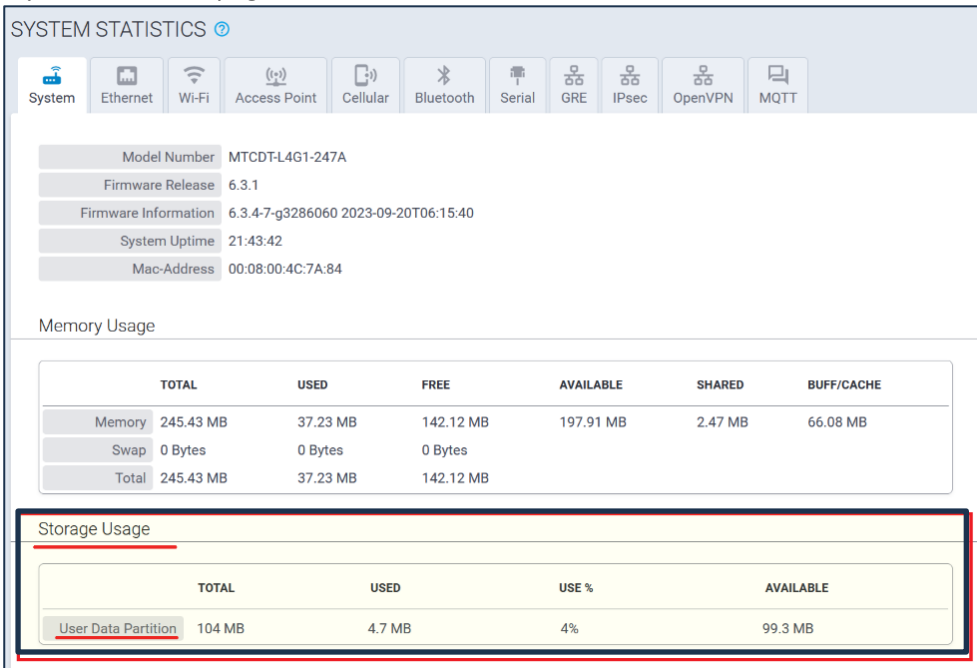 SYSTEM STATISTICS ?
System Ethernet Wi-Fi Access Point Cellular Bluetooth Serial GRE IPsec OpenVPN MQTT
Model Number MTCDT-L4G1-247A
Firmware Release 6.3.1
Firmware Information 6.3.4-7-g3286060 2023-09-20T06:15:40
System Uptime 21:43:42
Mac-Address 00:08:00:4C:7A:84
Memory Usage
TOTAL USED FREE AVAILABLE SHARED BUFF/CACHE
Memory 245.43 MB 37.23 MB 142.12 MB 197.91 MB 2.47 MB 66.08 MB
Swap 0 Bytes 0 Bytes 0 Bytes
Total 245.43 MB 37.23 MB 142.12 MB
Storage Usage
TOTAL USED USE % AVAILABLE
User Data Partition 104 MB 4.7 MB 4% 99.3 MB